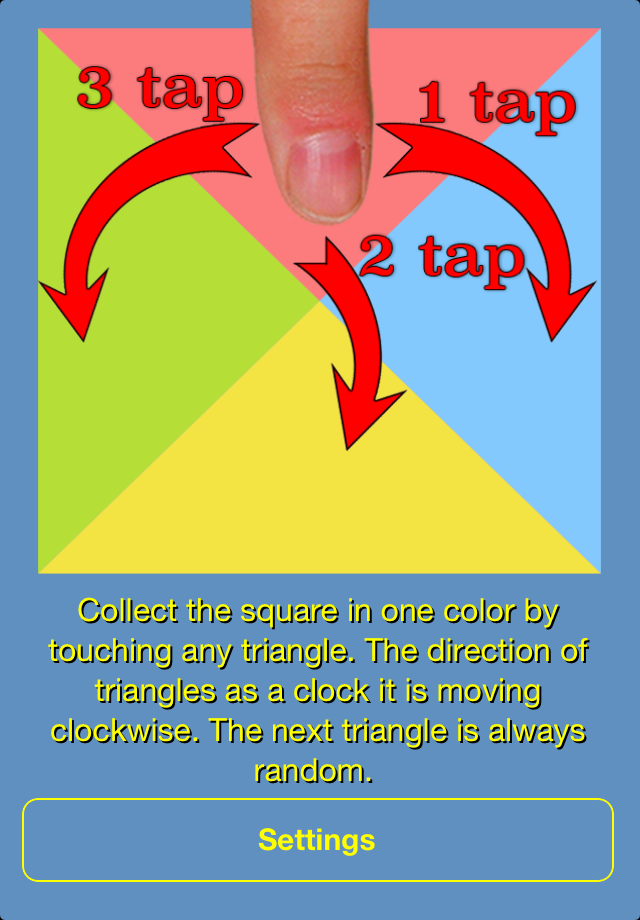 3 tap
1 tap
2 tap
Collect the square in one color by
touching any triangle. The direction of
triangles as a clock it is moving
clockwise. The next triangle is always
random.
Settings